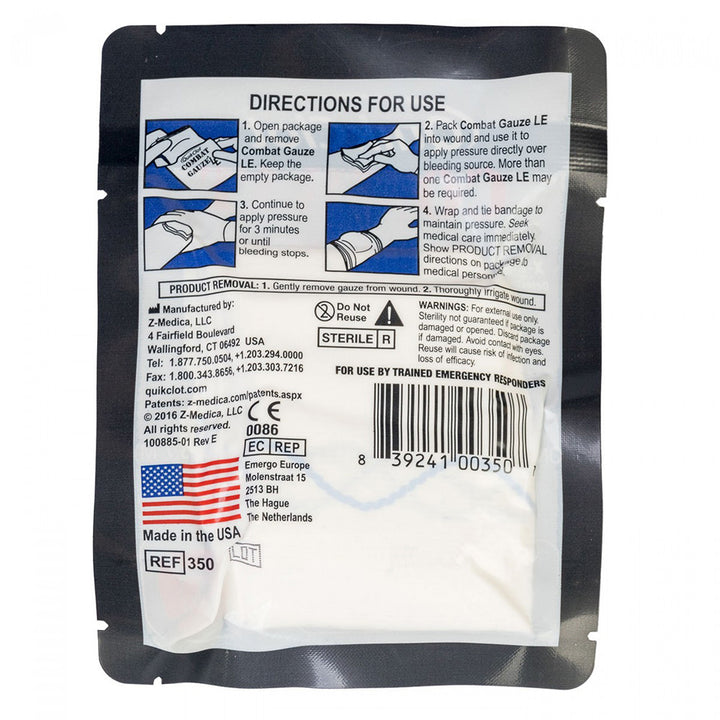 DIRECTIONS FOR USE
QuikClot
COMBAT
GAUZE
1. Open package
and remove
Combat Gauze
LE. Keep the
empty package.
2. Pack Combat Gauze LE
into wound and use it to
apply pressure directly over
bleeding source. More than
one Combat Gauze LE may
be required.
3. Continue to
apply pressure
for 3 minutes
or until
bleeding stops.
4. Wrap and tie bandage to
maintain pressure. Seek
medical care immediately.
Show PRODUCT REMOVAL
directions on package to
medical personnel.
PRODUCT REMOVAL: 1. Gently remove gauze from wound. 2. Thoroughly irrigate wound.
Manufactured by:
Z-Medica, LLC
4 Fairfield Boulevard
Wallingford, CT 06492 USA
Tel: 1.877.750.0504, +1.203.294.0000
Fax: 1.800.343.8656, +1.203.303.7216
quikclot.com
Patents: z-medica.com/patents.aspx
© 2016 Z-Medica, LLC
All rights reserved.
100885-01 Rev E
Do Not
Reuse
STERILE R
WARNINGS: For external use only.
Sterility not guaranteed if package is
damaged or opened. Discard package
if damaged. Avoid contact with eyes.
Reuse will cause risk of infection and
loss of efficacy.
FOR USE BY TRAINED EMERGENCY RESPONDERS
CE
0086
EC REP
Emergo Europe
Molenstraat 15
2513 BH
The Hague
The Netherlands
8 39241 00350 7
Made in the USA
REF 350
LOT